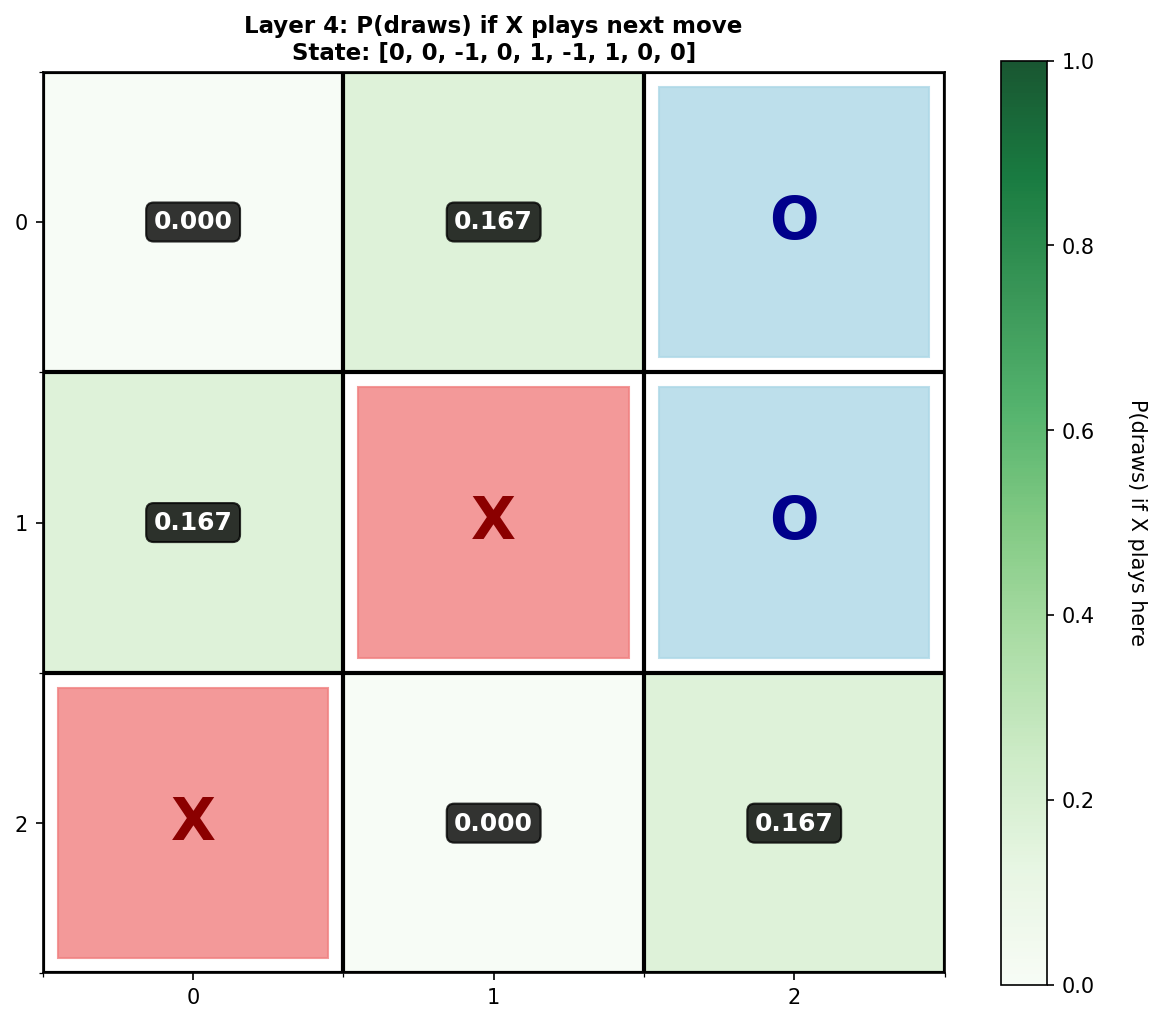 Layer 4: P(draws) if X plays next move
State: [0, 0, -1, 0, 1, -1, 1, 0, 0]
0.000 0.167 O
0.167 X O
X 0.000 0.167
0
1
2
0 1 2
1.0
0.8
0.6
0.4
0.2
0.0
P(draws) if X plays here